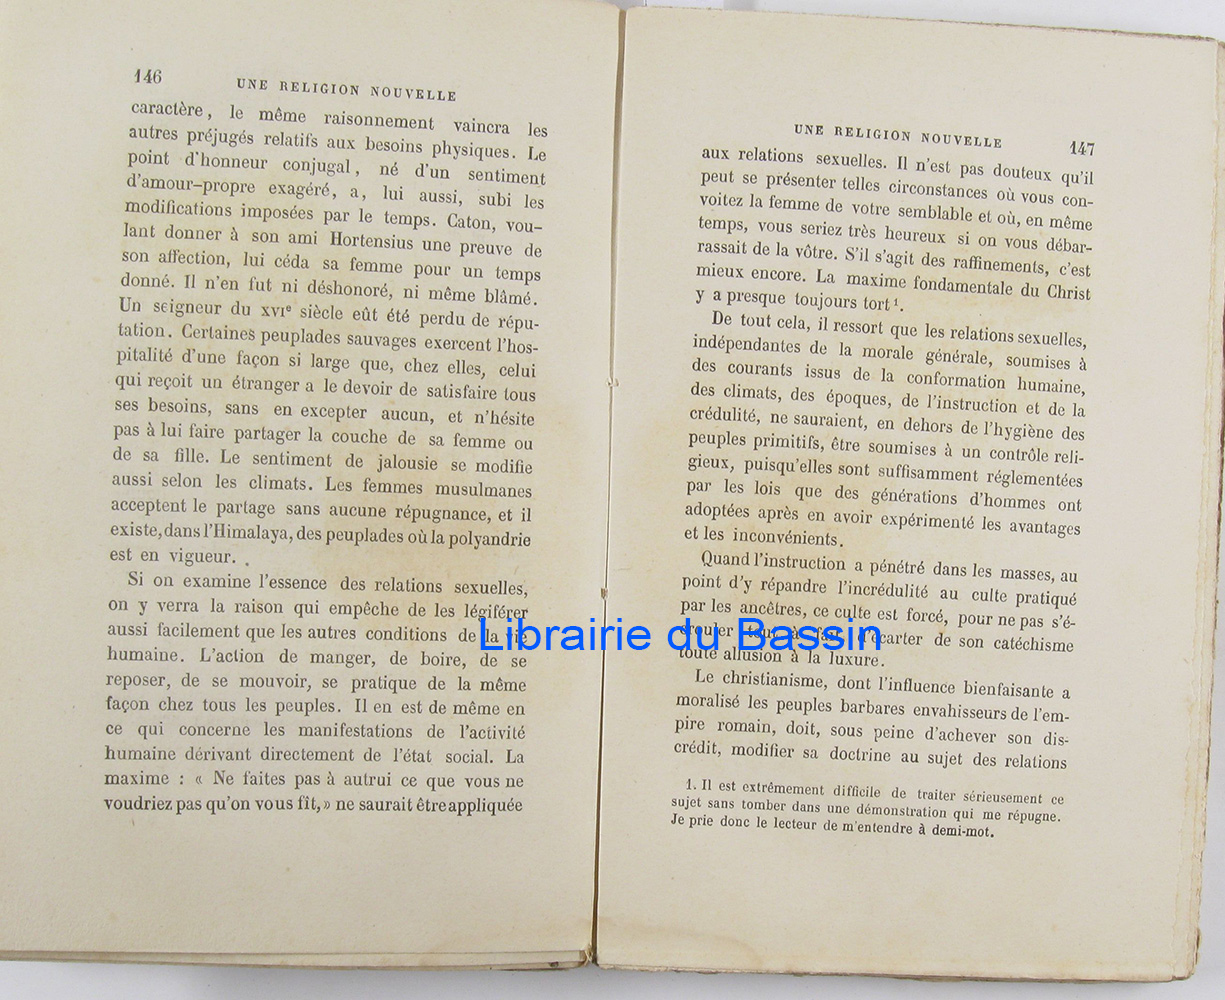 146
UNE RELIGION NOUVELLE
caractère, le même raisonnement vaincra les
autres préjugés relatifs aux besoins physiques. Le
point d'honneur conjugal, né d'un sentiment
d'amour-propre exagéré, a, lui aussi, subi les
modifications imposées par le temps. Caton, vou-
lant donner à son ami Hortensius une preuve de
son affection, lui céda sa femme pour un temps
donné. Il n'en fut ni déshonoré, ni même blâmé.
Un seigneur du XVIe siècle eût été perdu de répu-
tation. Certaines peuplades sauvages exercent l'hos-
pitalité d'une façon si large que, chez elles, celui
qui reçoit un étranger a le devoir de satisfaire tous
ses besoins, sans en excepter aucun, et n'hésite
pas à lui faire partager la couche de sa femme ou
de sa fille. Le sentiment de jalousie se modifie
aussi selon les climats. Les femmes musulmanes
acceptent le partage sans aucune répugnance, et il
existe, dans l'Himalaya, des peuplades où la polyandrie
est en vigueur.
Si on examine l'essence des relations sexuelles,
on y verra la raison qui empêche de les légiférer
aussi facilement que les autres conditions de la vie
humaine. L'action de manger, de boire, de se
reposer, de se mouvoir, se pratique de la même
façon chez tous les peuples. Il en est de même en
ce qui concerne les manifestations de l'activité
humaine dérivant directement de l'état social. La
maxime : « Ne faites pas à autrui ce que vous ne
voudriez pas qu'on vous fît, » ne saurait être appliquée
UNE RELIGION NOUVELLE
147
aux relations sexuelles. Il n'est pas douteux qu'il
peut se présenter telles circonstances où vous con-
voitez la femme de votre semblable et où, en même
temps, vous seriez très heureux si on vous débar-
rassait de la vôtre. S'il s'agit des raffinements, c'est
mieux encore. La maxime fondamentale du Christ
y a presque toujours tort 1.
De tout cela, il ressort que les relations sexuelles,
indépendantes de la morale générale, soumises à
des courants issus de la conformation humaine,
des climats, des époques, de l'instruction et de la
crédulité, ne sauraient, en dehors de l'hygiène des
peuples primitifs, être soumises à un contrôle reli-
gieux, puisqu'elles sont suffisamment réglementées
par les lois que des générations d'hommes ont
adoptées après en avoir expérimenté les avantages
et les inconvénients.
Quand l'instruction a pénétré dans les masses, au
point d'y répandre l'incrédulité au culte pratiqué
par les ancêtres, ce culte est forcé, pour ne pas s'é-
crouler tout à fait, d'écarter de son catéchisme
toute allusion à la luxure.
Le christianisme, dont l'influence bienfaisante a
moralisé les peuples barbares envahisseurs de l'em-
pire romain, doit, sous peine d'achever son dis-
crédit, modifier sa doctrine au sujet des relations
1. Il est extrêmement difficile de traiter sérieusement ce
sujet sans tomber dans une démonstration qui me répugne.
Je prie donc le lecteur de m'entendre à demi-mot.
Librairie du Bassin